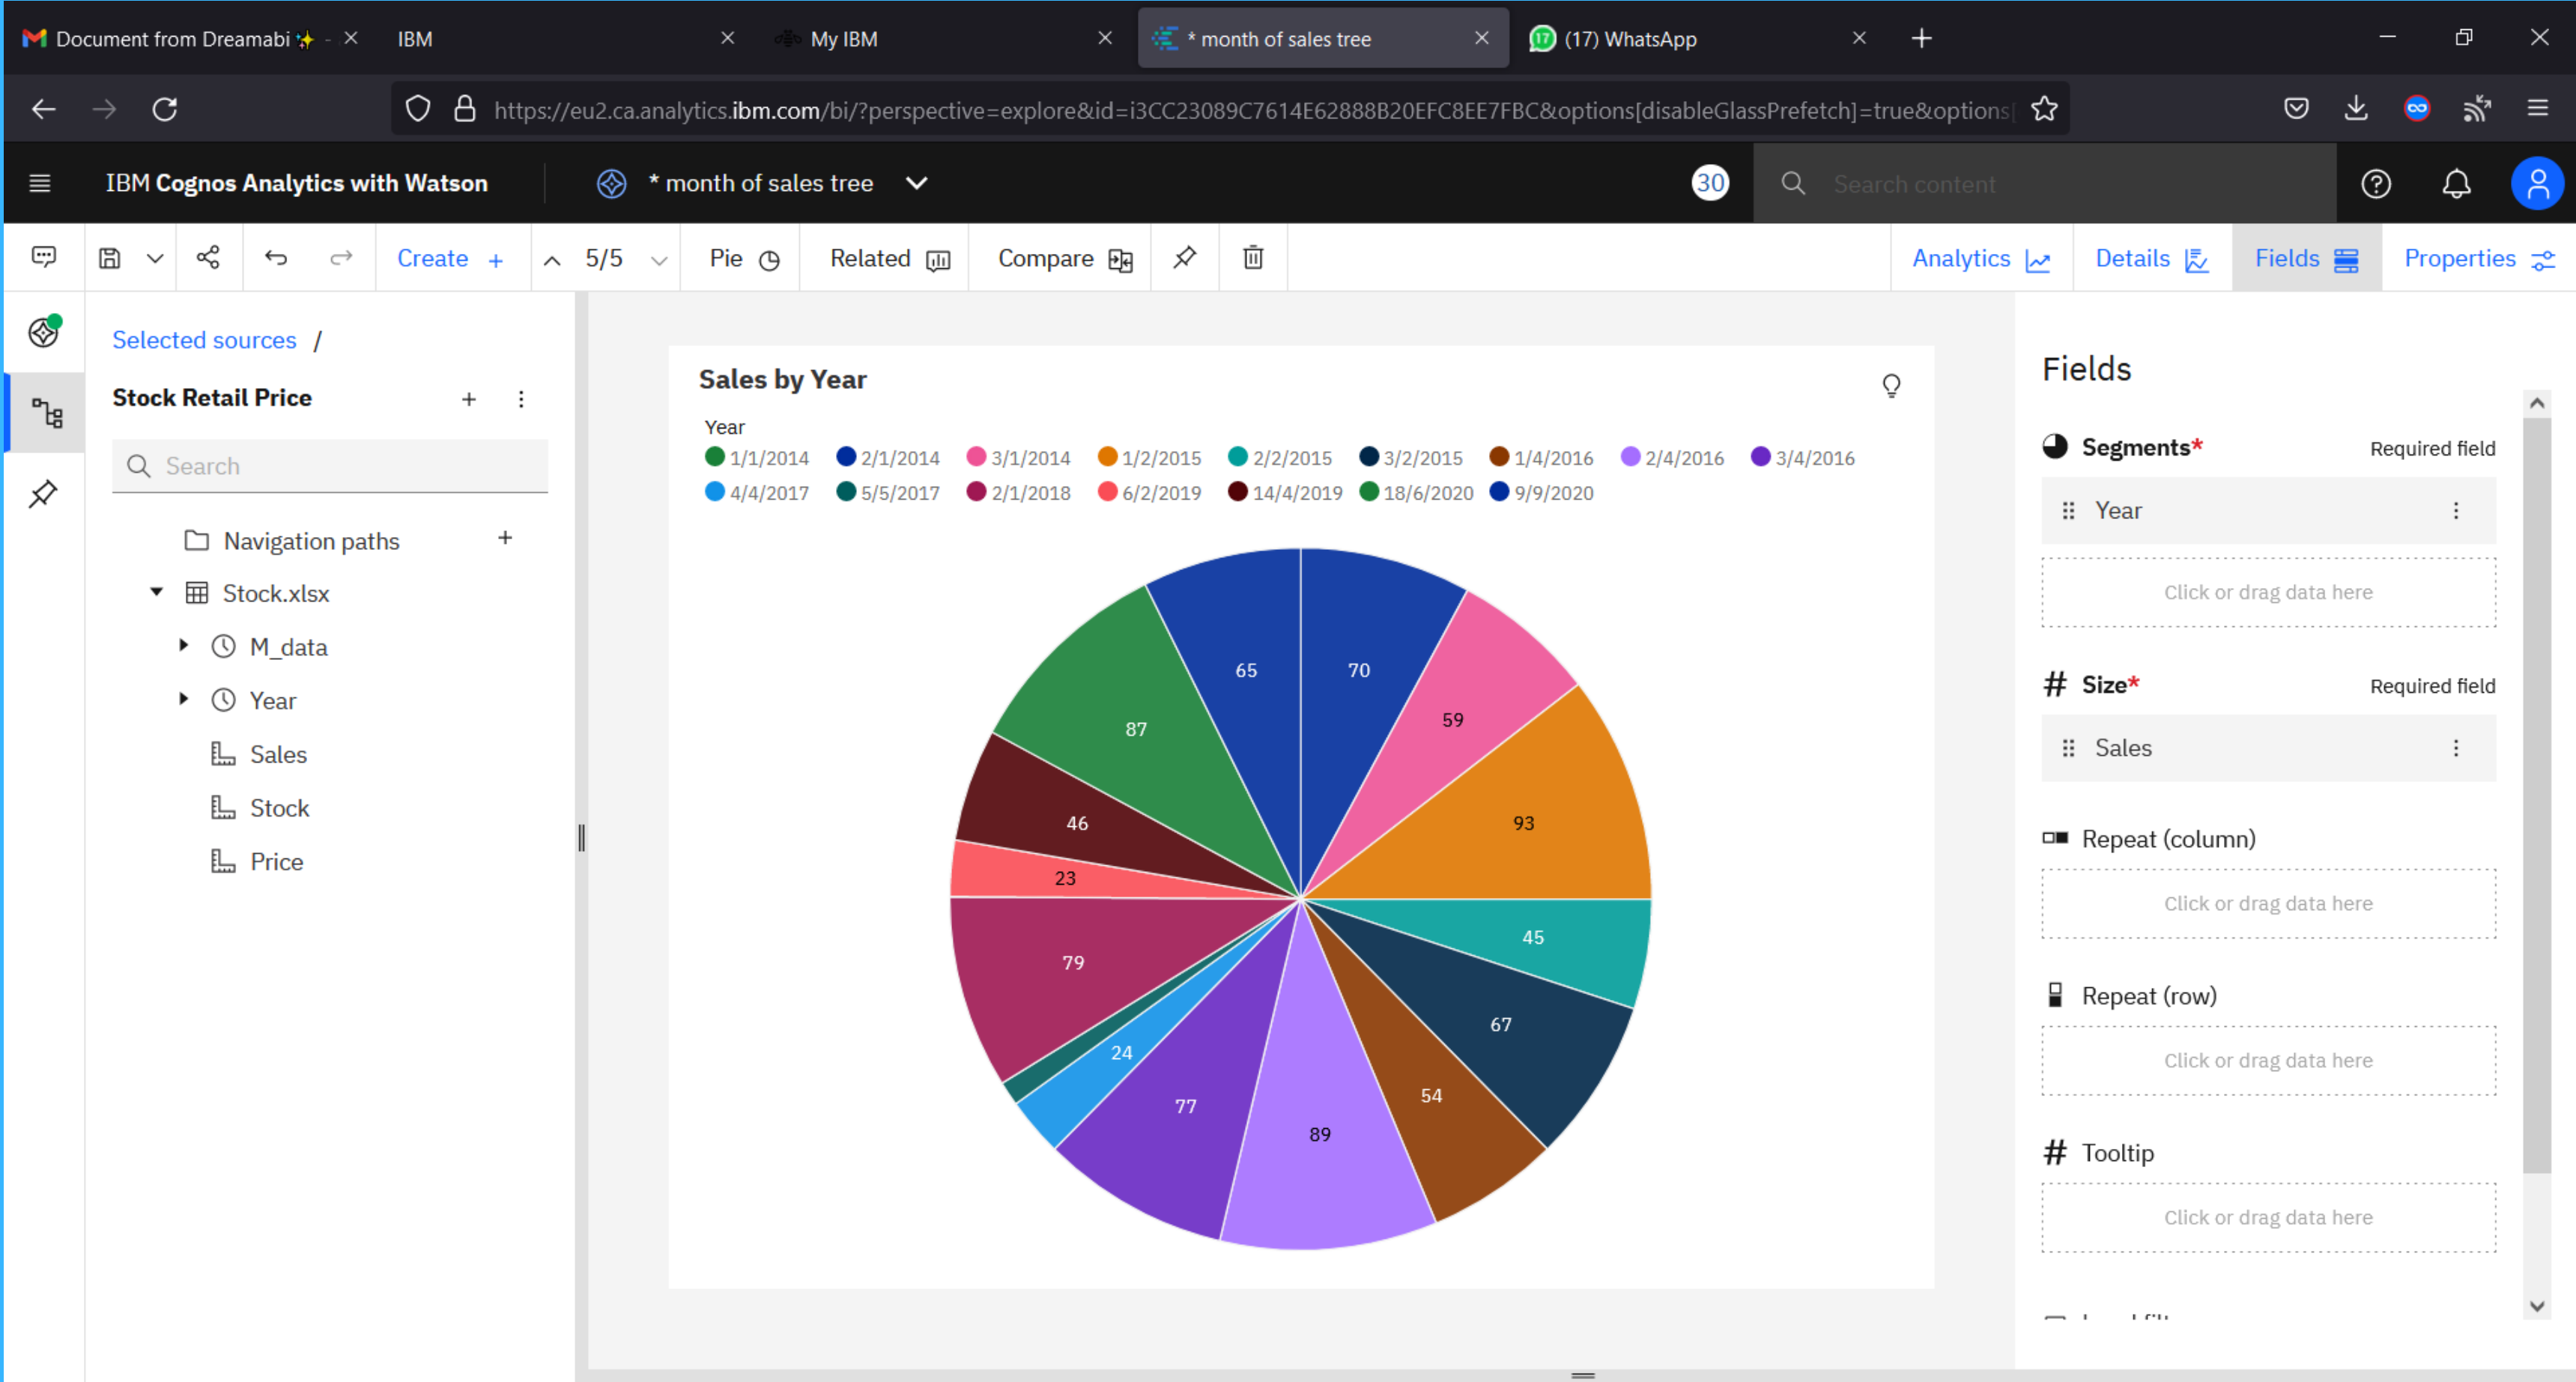 Document from Dreamabi✨ -
IBM
My IBM
* month of sales tree
(17) WhatsApp
https://eu2.ca.analytics.ibm.com/bi/?perspective=explore&id=i3CC23089C7614E62888B20EFC8EE7FBC&options[disableGlassPrefetch]=true&options[
IBM Cognos Analytics with Watson
* month of sales tree
30
Search content
Create +
5/5
Pie
Related
Compare
Analytics
Details
Fields
Properties
Selected sources /
Stock Retail Price
Search
Navigation paths
Stock.xlsx
M_data
Year
Sales
Stock
Price
Sales by Year
Year
1/1/2014 2/1/2014 3/1/2014 1/2/2015 2/2/2015 3/2/2015 1/4/2016 2/4/2016 3/4/2016
4/4/2017 5/5/2017 2/1/2018 6/2/2019 14/4/2019 18/6/2020 9/9/2020
65
70
59
87
93
46
23
45
79
67
24
54
77
89
Fields
Segments* Required field
Year
Click or drag data here
Size* Required field
Sales
Repeat (column)
Click or drag data here
Repeat (row)
Click or drag data here
Tooltip
Click or drag data here